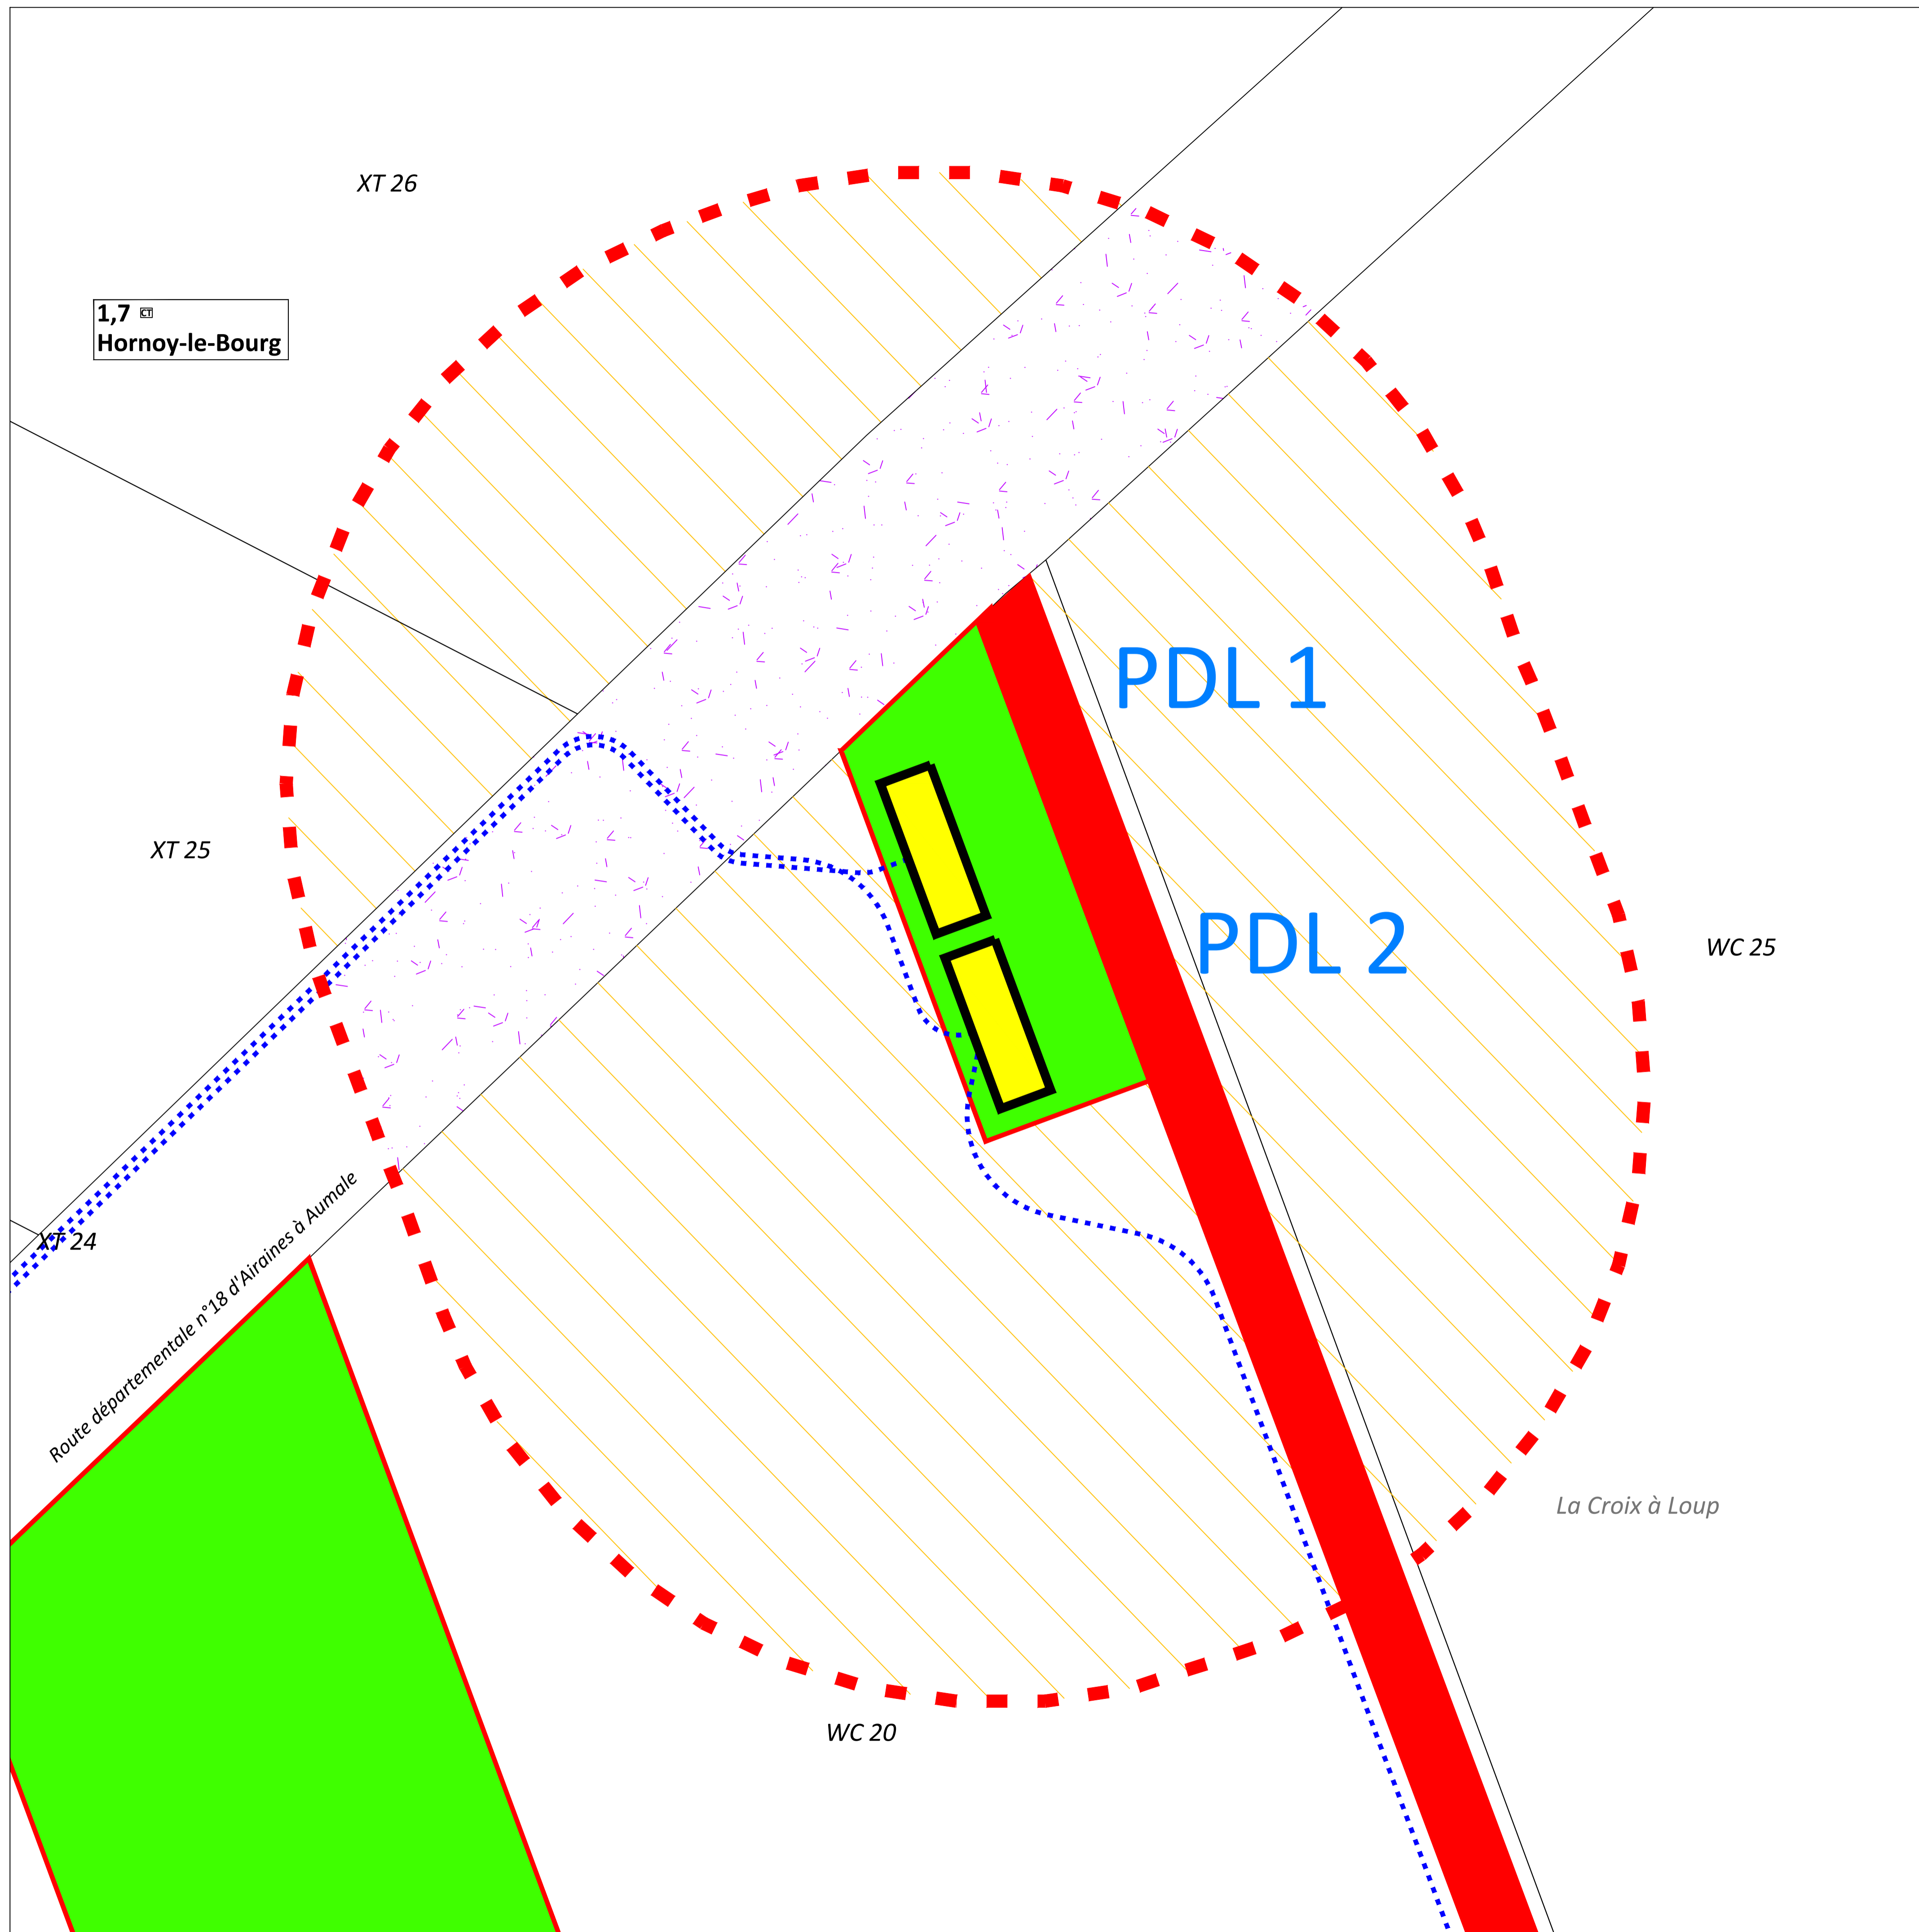 XT 26
1,7 CT
Hornoy-le-Bourg
PDL 1
XT 25
PDL 2
WC 25
XT 24
Route départementale n°18 d'Airaines à Aumale
La Croix à Loup
WC 20